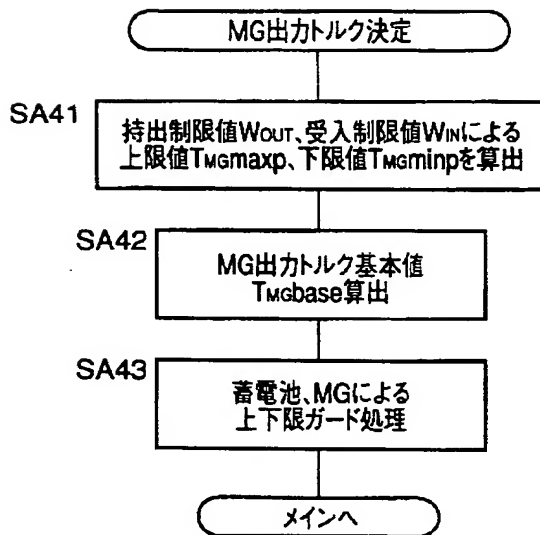 MG出力トルク決定
SA41
持出制限値WOUT、受入制限値WINによる
上限値TMGmaxp、下限値TMGminpを算出
SA42
MG出力トルク基本値
TMGbase算出
SA43
蓄電池、MGによる
上下限ガード処理
メインへ